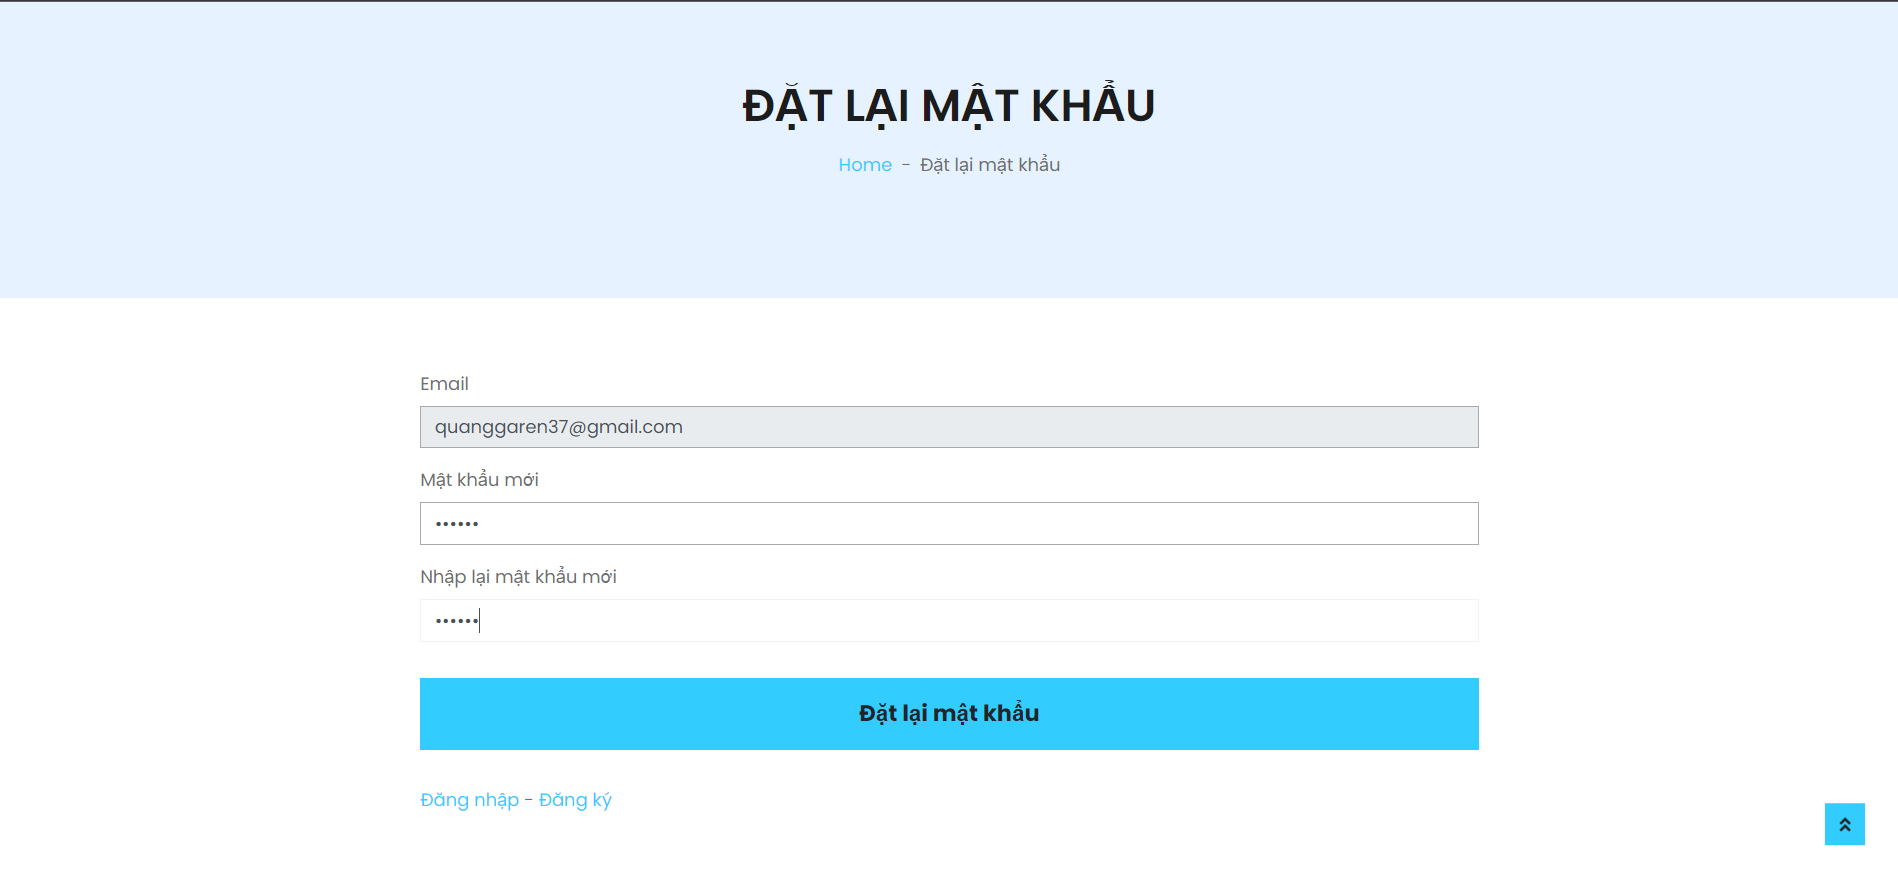 ĐẶT LẠI MẬT KHẨU
Home - Đặt lại mật khẩu
Email
quanggaren37@gmail.com
Mật khẩu mới
••••••
Nhập lại mật khẩu mới
••••••
Đặt lại mật khẩu
Đăng nhập - Đăng ký